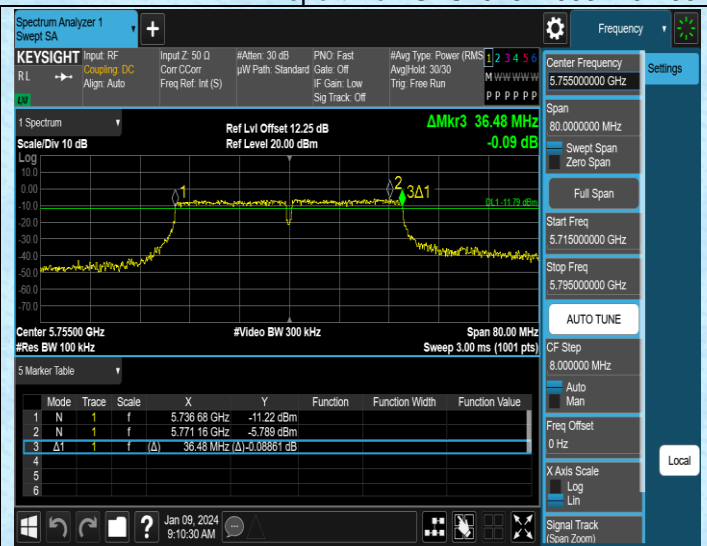 Spectrum Analyzer 1
Swept SA
Frequency
KEYSIGHT
RL
LXI
Input: RF
Coupling: DC
Align: Auto
Input Z: 50 Ω
Corr CCorr
Freq Ref: Int (S)
#Atten: 30 dB
µW Path: Standard
PNO: Fast
Gate: Off
IF Gain: Low
Sig Track: Off
#Avg Type: Power (RMS
Avg|Hold: 30/30
Trig: Free Run
1 2 3 4 5 6
M W W W W W
P P P P P P
1 Spectrum
Scale/Div 10 dB
Ref Lvl Offset 12.25 dB
Ref Level 20.00 dBm
ΔMkr3 36.48 MHz
-0.09 dB
Log
10.0
0.00
-10.0
-20.0
-30.0
-40.0
-50.0
-60.0
-70.0
1
2
3Δ1
DL1 -11.79 dBm
Center 5.75500 GHz
#Res BW 100 kHz
#Video BW 300 kHz
Span 80.00 MHz
Sweep 3.00 ms (1001 pts)
5 Marker Table
Mode Trace Scale X Y Function Function Width Function Value
1 N 1 f 5.736 68 GHz -11.22 dBm
2 N 1 f 5.771 16 GHz -5.789 dBm
3 Δ1 1 f (Δ) 36.48 MHz (Δ) -0.08861 dB
4
5
6
?
Jan 09, 2024
9:10:30 AM
Center Frequency
5.755000000 GHz
Settings
Span
80.0000000 MHz
Swept Span
Zero Span
Full Span
Start Freq
5.715000000 GHz
Stop Freq
5.795000000 GHz
AUTO TUNE
CF Step
8.000000 MHz
Auto
Man
Freq Offset
0 Hz
X Axis Scale
Log
Lin
Local
Signal Track
(Span Zoom)